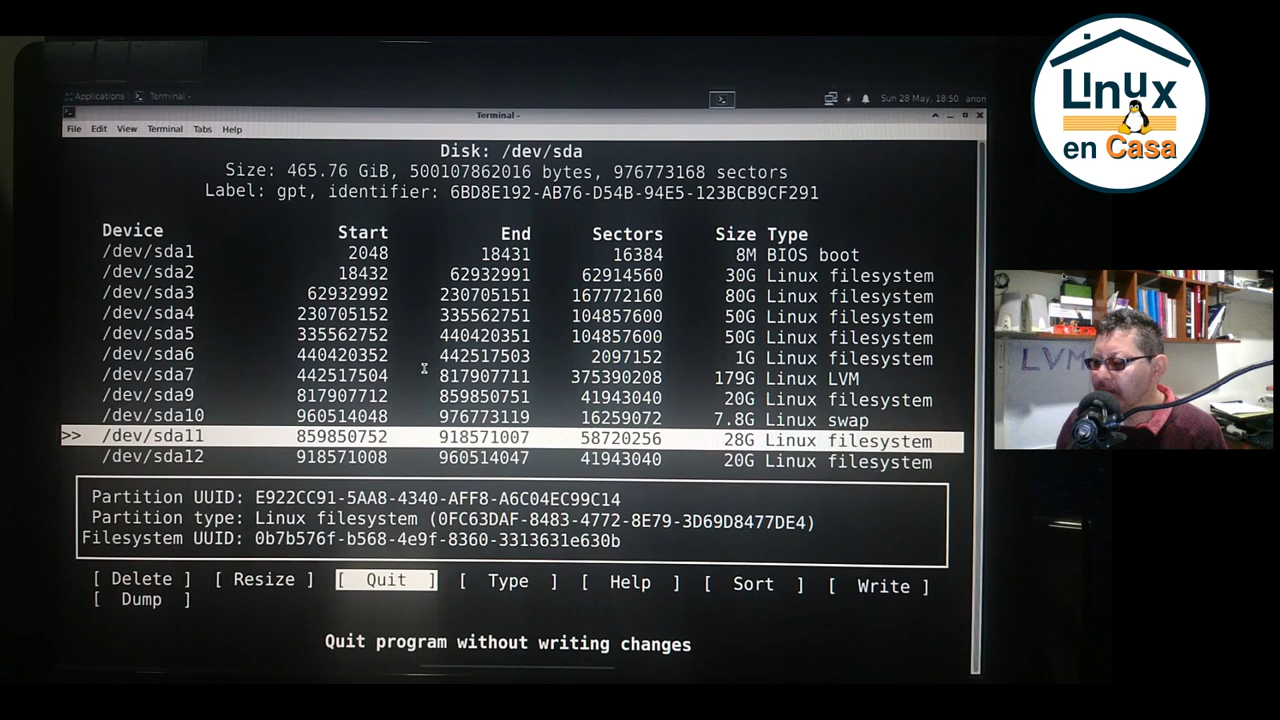 Applications Terminal -
Sun 28 May, 18:50 anon
Terminal -
File Edit View Terminal Tabs Help
Disk: /dev/sda
Size: 465.76 GiB, 500107862016 bytes, 976773168 sectors
Label: gpt, identifier: 6BD8E192-AB76-D54B-94E5-123BCB9CF291
Device Start End Sectors Size Type
/dev/sda1 2048 18431 16384 8M BIOS boot
/dev/sda2 18432 62932991 62914560 30G Linux filesystem
/dev/sda3 62932992 230705151 167772160 80G Linux filesystem
/dev/sda4 230705152 335562751 104857600 50G Linux filesystem
/dev/sda5 335562752 440420351 104857600 50G Linux filesystem
/dev/sda6 440420352 442517503 2097152 1G Linux filesystem
/dev/sda7 442517504 817907711 375390208 179G Linux LVM
/dev/sda9 817907712 859850751 41943040 20G Linux filesystem
/dev/sda10 960514048 976773119 16259072 7.8G Linux swap
>> /dev/sda11 859850752 918571007 58720256 28G Linux filesystem
/dev/sda12 918571008 960514047 41943040 20G Linux filesystem
Partition UUID: E922CC91-5AA8-4340-AFF8-A6C04EC99C14
Partition type: Linux filesystem (0FC63DAF-8483-4772-8E79-3D69D8477DE4)
Filesystem UUID: 0b7b576f-b568-4e9f-8360-3313631e630b
[ Delete ] [ Resize ] [ Quit ] [ Type ] [ Help ] [ Sort ] [ Write ]
[ Dump ]
Quit program without writing changes
Linux
en Casa
LVM